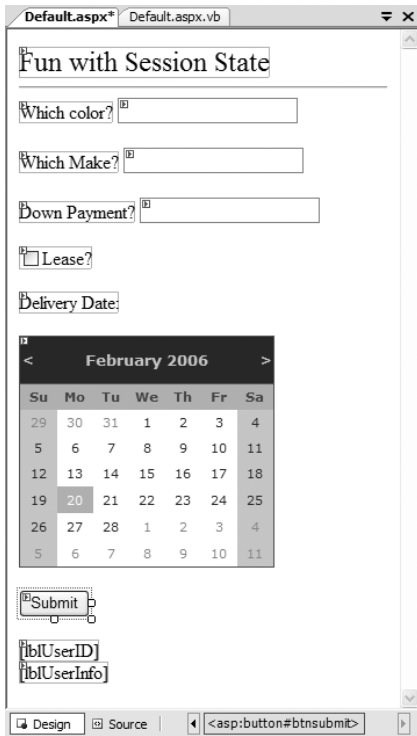 Default.aspx* Default.aspx.vb
Fun with Session State
Which color?
Which Make?
Down Payment?
Lease?
Delivery Date:
< February 2006 >
Su Mo Tu We Th Fr Sa
29 30 31 1 2 3 4
5 6 7 8 9 10 11
12 13 14 15 16 17 18
19 20 21 22 23 24 25
26 27 28 1 2 3 4
5 6 7 8 9 10 11
Submit
[lblUserID]
[lblUserInfo]
Design Source <asp:button#btnsubmit>